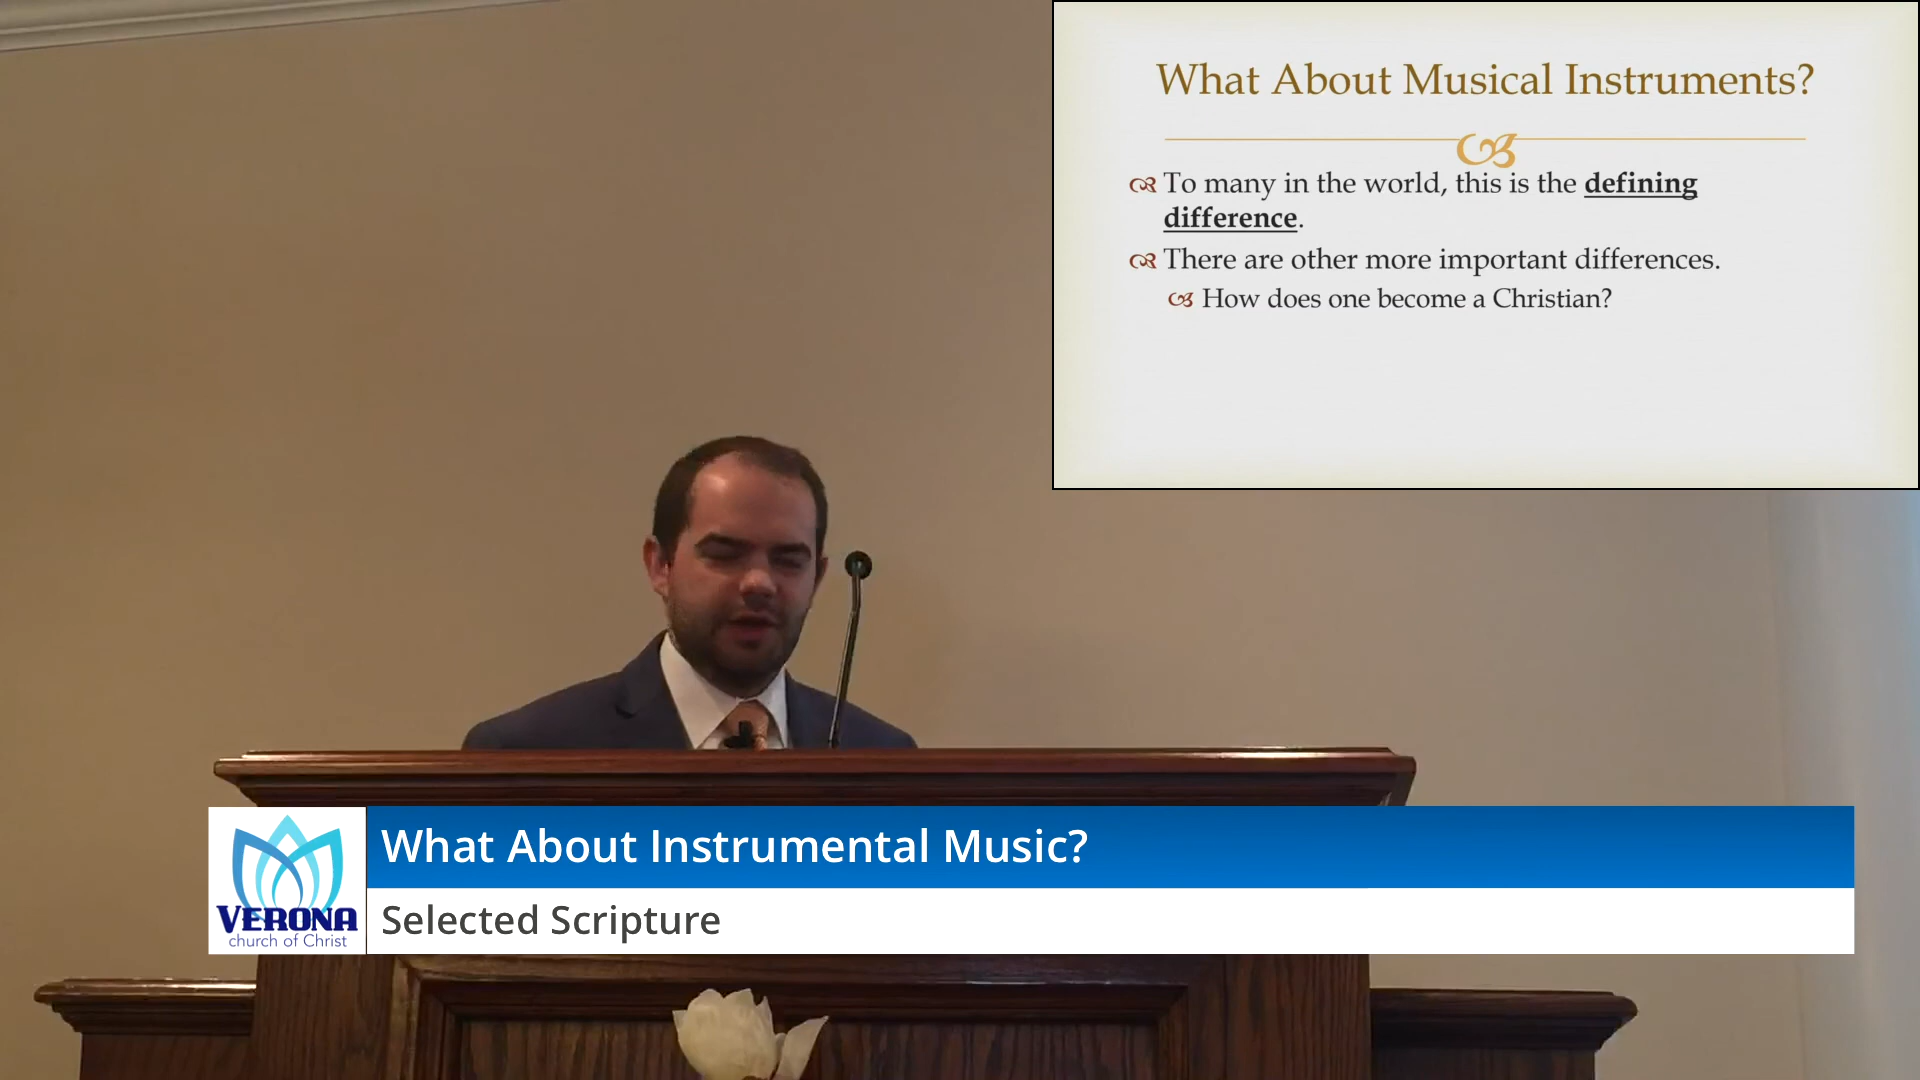 What About Musical Instruments?
To many in the world, this is the defining
difference.
There are other more important differences.
How does one become a Christian?
What About Instrumental Music?
Selected Scripture
VERONA
church of Christ